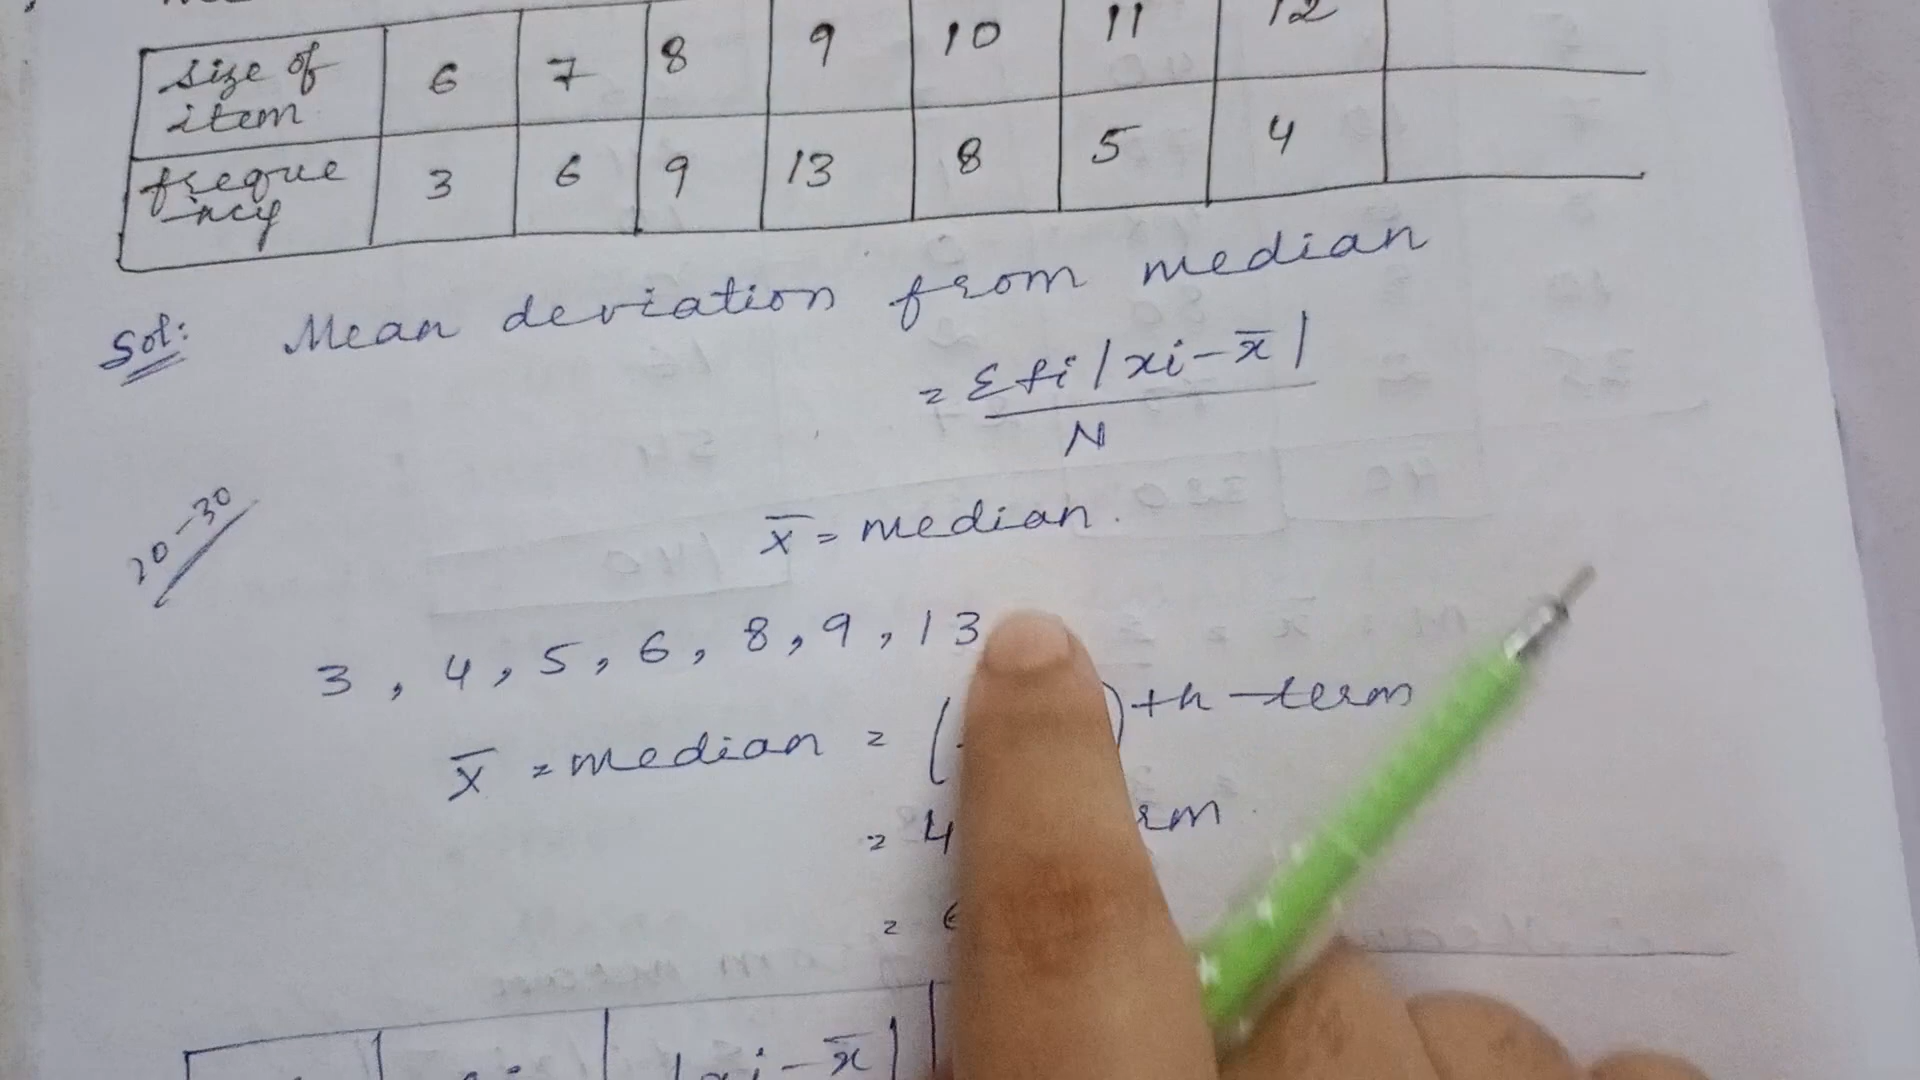 size of item 6 7 8 9 10 11 12
freque-ncy 3 6 9 13 8 5 4
Sol: Mean deviation from median
= Σfi|xi-x̄|
N
20-30
x̄ = median.
3, 4, 5, 6, 8, 9, 13
x̄ = median = ( )th term
= 4
=
|xi-x̄|